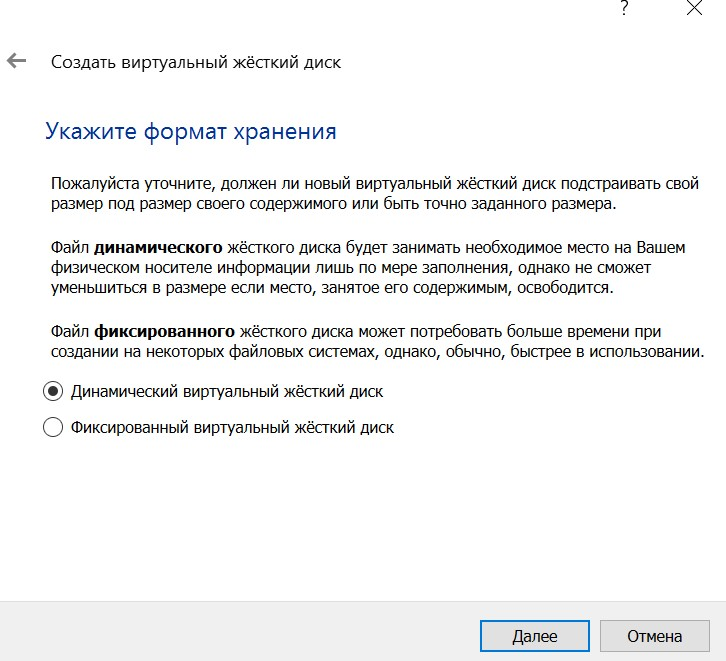 ?
Создать виртуальный жёсткий диск
Укажите формат хранения
Пожалуйста уточните, должен ли новый виртуальный жёсткий диск подстраивать свой
размер под размер своего содержимого или быть точно заданного размера.
Файл динамического жёсткого диска будет занимать необходимое место на Вашем
физическом носителе информации лишь по мере заполнения, однако не сможет
уменьшиться в размере если место, занятое его содержимым, освободится.
Файл фиксированного жёсткого диска может потребовать больше времени при
создании на некоторых файловых системах, однако, обычно, быстрее в использовании.
Динамический виртуальный жёсткий диск
Фиксированный виртуальный жёсткий диск
Далее
Отмена